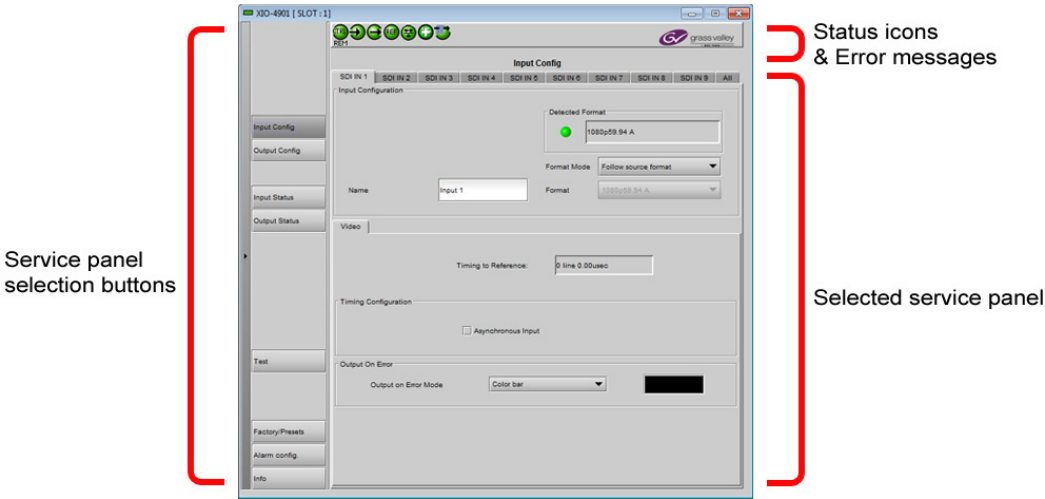 XIO-4901 [ SLOT : 1]
Status icons
& Error messages
REM
grass valley
Input Config
SDI IN 1 SDI IN 2 SDI IN 3 SDI IN 4 SDI IN 5 SDI IN 6 SDI IN 7 SDI IN 8 SDI IN 9 All
Input Configuration
Detected Format
1080p59.94 A
Format Mode Follow source format
Name Input 1 Format 1080p59.94 A
Input Config
Output Config
Input Status
Output Status
Test
Factory/Presets
Alarm config.
Info
Video
Timing to Reference: 0 line 0.00usec
Timing Configuration
Asynchronous Input
Output On Error
Output on Error Mode Color bar
Service panel
selection buttons
Selected service panel